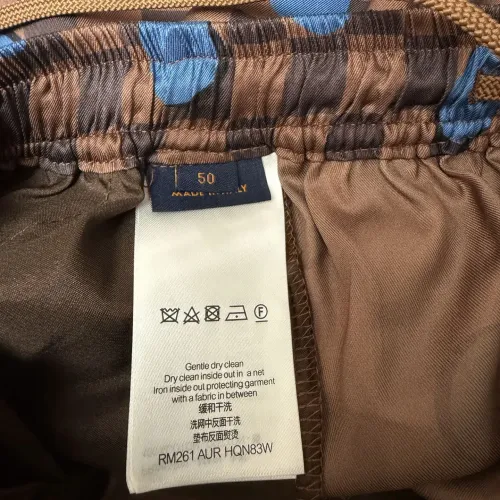 50
MADE IN ITALY
F
Gentle dry clean
Dry clean inside out in a net
Iron inside out protecting garment
with a fabric in between
缓和干洗
洗网中反面干洗
垫布反面熨烫
RM261 AUR HQN83W